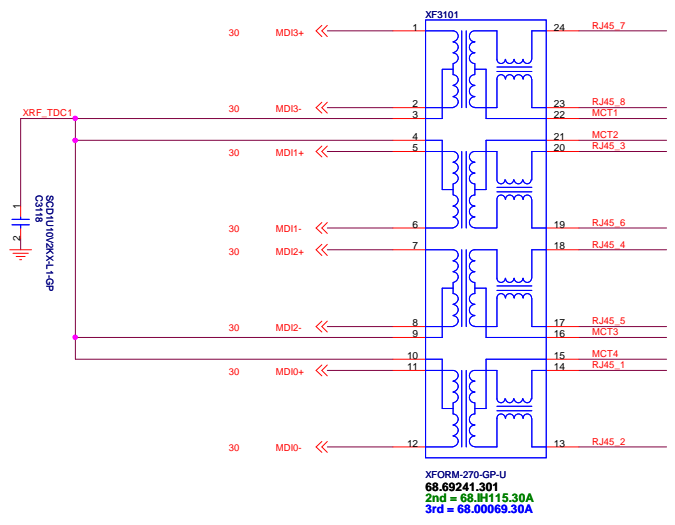 XF3101
30 MDI3+ 1 24 RJ45_7
30 MDI3- 2 23 RJ45_8
XRF_TDC1 3 22 MCT1
4 21 MCT2
30 MDI1+ 5 20 RJ45_3
1
2
C3118
SCD1U10V2KX-L1-GP
30 MDI1- 6 19 RJ45_6
30 MDI2+ 7 18 RJ45_4
30 MDI2- 8 17 RJ45_5
9 16 MCT3
10 15 MCT4
30 MDI0+ 11 14 RJ45_1
30 MDI0- 12 13 RJ45_2
XFORM-270-GP-U
68.69241.301
2nd = 68.IH115.30A
3rd = 68.00069.30A